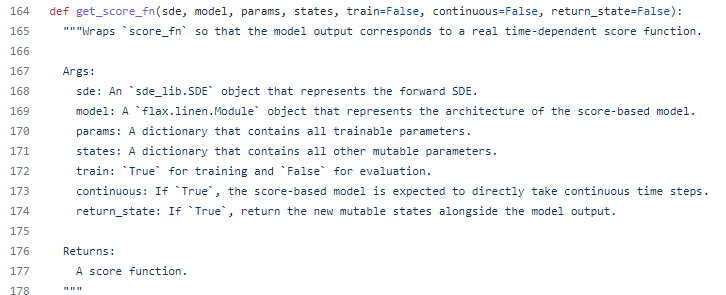 164 def get_score_fn(sde, model, params, states, train=False, continuous=False, return_state=False):
165   """Wraps `score_fn` so that the model output corresponds to a real time-dependent score function.
166
167   Args:
168     sde: An `sde_lib.SDE` object that represents the forward SDE.
169     model: A `flax.linen.Module` object that represents the architecture of the score-based model.
170     params: A dictionary that contains all trainable parameters.
171     states: A dictionary that contains all other mutable parameters.
172     train: `True` for training and `False` for evaluation.
173     continuous: If `True`, the score-based model is expected to directly take continuous time steps.
174     return_state: If `True`, return the new mutable states alongside the model output.
175
176   Returns:
177     A score function.
178   """